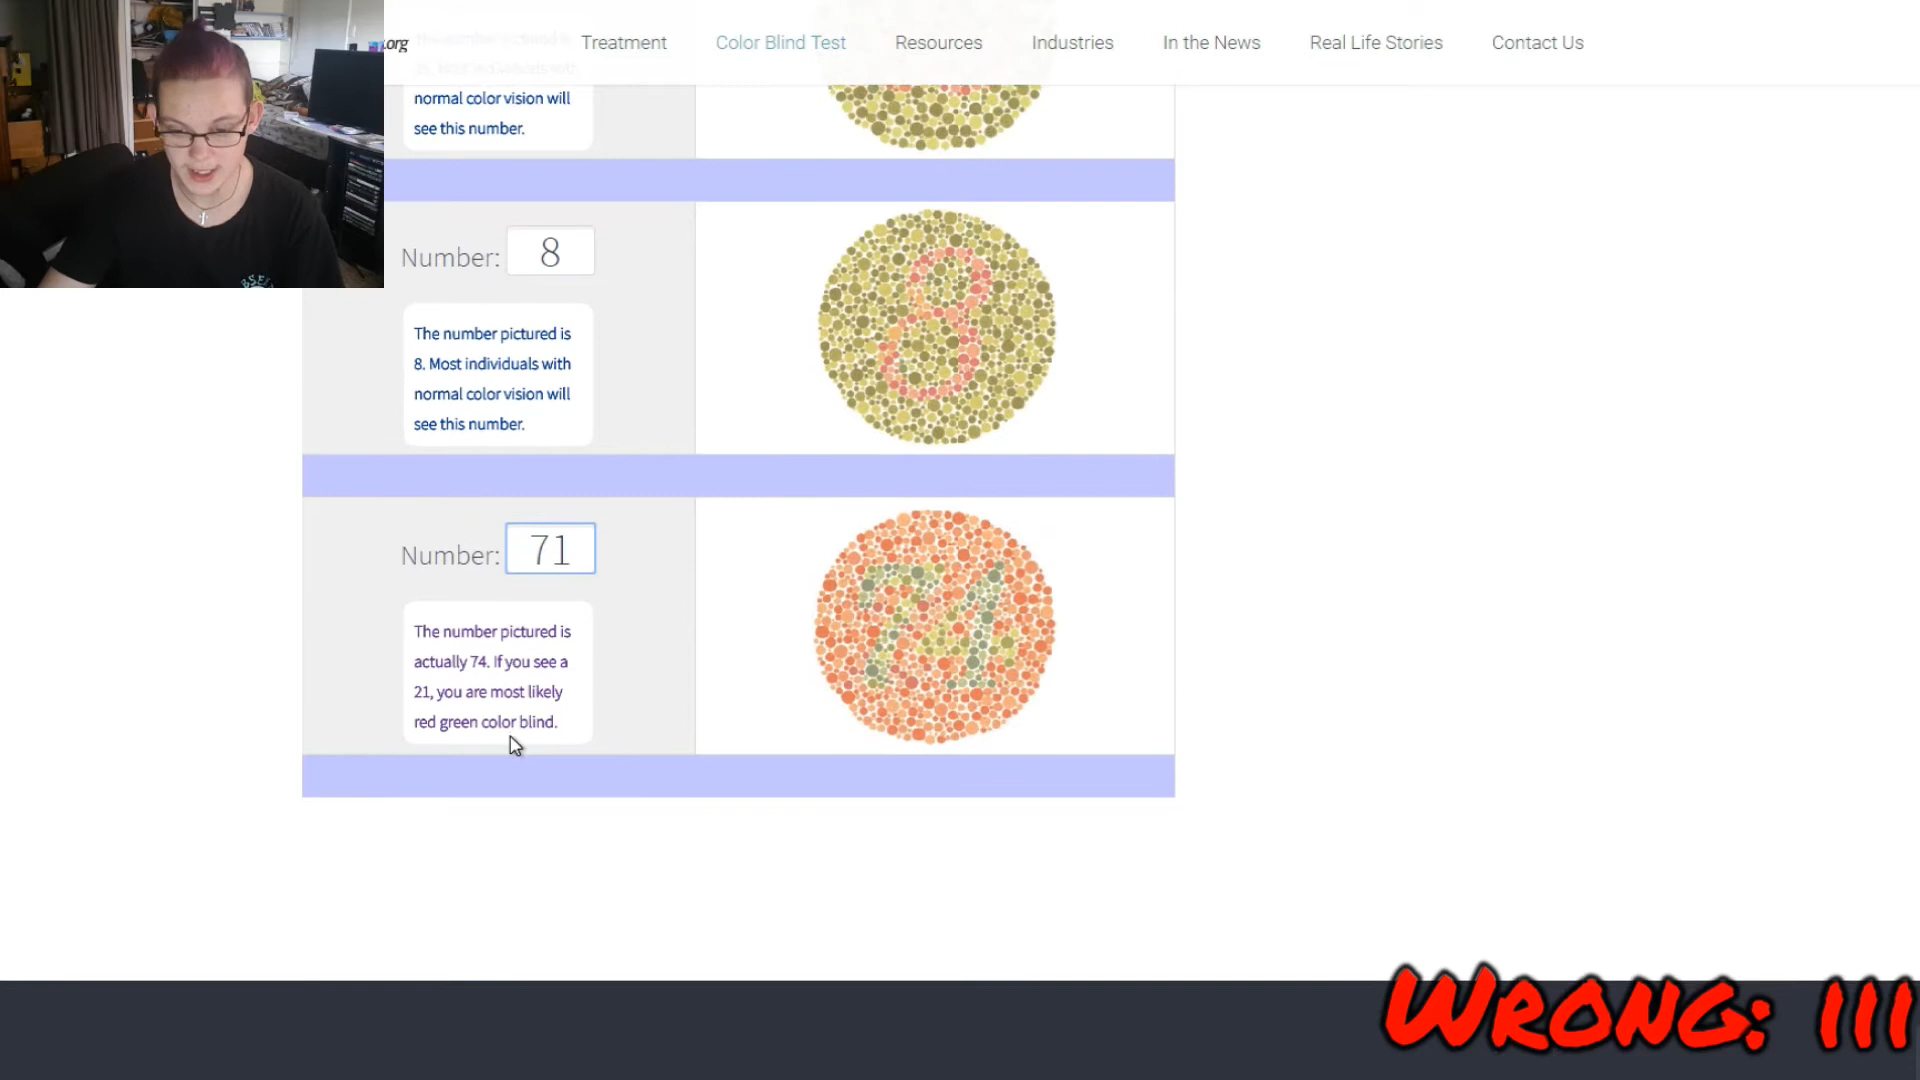 .org Treatment Color Blind Test Resources Industries In the News Real Life Stories Contact Us
normal color vision will
see this number.
Number: 8
8
The number pictured is
8. Most individuals with
normal color vision will
see this number.
Number: 71
74
The number pictured is
actually 74. If you see a
21, you are most likely
red green color blind.
WRONG: III